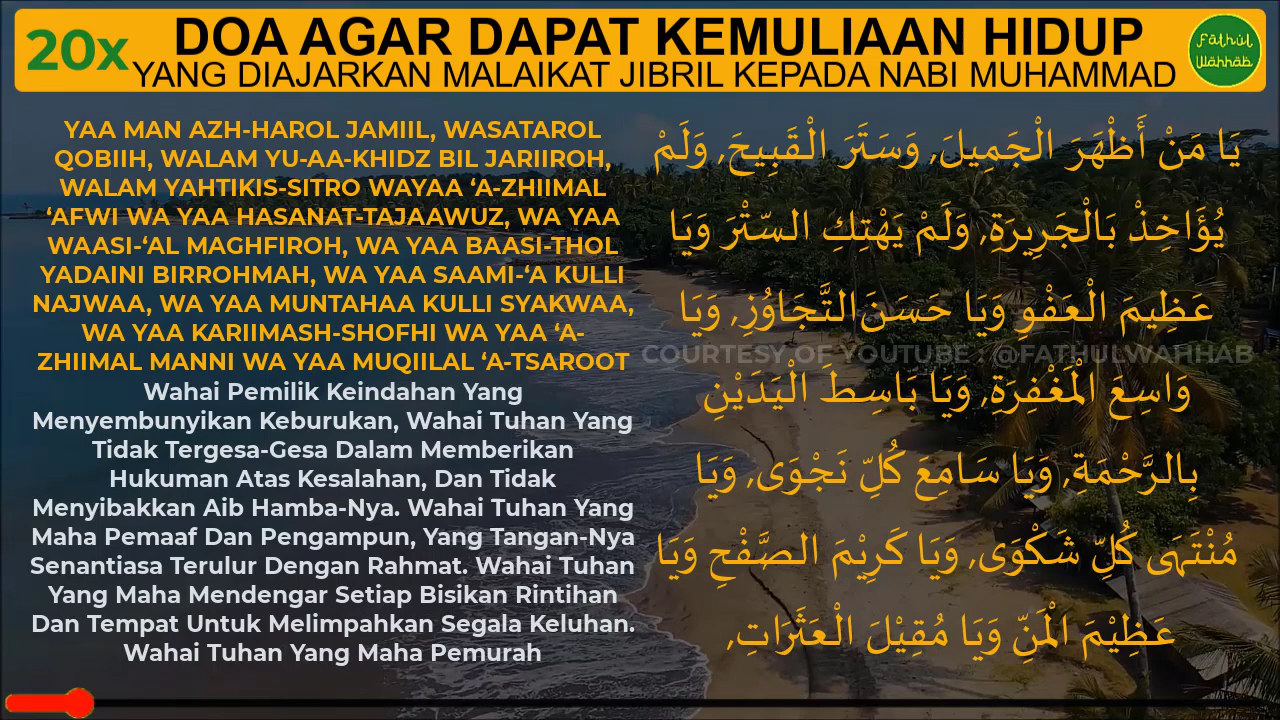 20x
DOA AGAR DAPAT KEMULIAAN HIDUP
YANG DIAJARKAN MALAIKAT JIBRIL KEPADA NABI MUHAMMAD
Fathul
Wahhab
YAA MAN AZH-HAROL JAMIIL, WASATAROL
QOBIIH, WALAM YU-AA-KHIDZ BIL JARIIROH,
WALAM YAHTIKIS-SITRO WAYAA ‘A-ZHIIMAL
‘AFWI WA YAA HASANAT-TAJAAWUZ, WA YAA
WAASI-‘AL MAGHFIROH, WA YAA BAASI-THOL
YADAINI BIRROHMAH, WA YAA SAAMI-‘A KULLI
NAJWAA, WA YAA MUNTAHAA KULLI SYAKWAA,
WA YAA KARIIMASH-SHOFHI WA YAA ‘A-
ZHIIMAL MANNI WA YAA MUQIILAL ‘A-TSAROOT
Wahai Pemilik Keindahan Yang
Menyembunyikan Keburukan, Wahai Tuhan Yang
Tidak Tergesa-Gesa Dalam Memberikan
Hukuman Atas Kesalahan, Dan Tidak
Menyibakkan Aib Hamba-Nya. Wahai Tuhan Yang
Maha Pemaaf Dan Pengampun, Yang Tangan-Nya
Senantiasa Terulur Dengan Rahmat. Wahai Tuhan
Yang Maha Mendengar Setiap Bisikan Rintihan
Dan Tempat Untuk Melimpahkan Segala Keluhan.
Wahai Tuhan Yang Maha Pemurah
يَا مَنْ أَظْهَرَ الْجَمِيلَ, وَسَتَرَ الْقَبِيحَ, وَلَمْ
يُؤَاخِذْ بَالْجَرِيرَةِ, وَلَمْ يَهْتِكِ السّتْرَ وَيَا
عَظِيمَ الْعَفْوِ وَيَا حَسَنَ التَّجَاوُزِ, وَيَا
COURTESY OF YOUTUBE : @FATHULWAHHAB
وَاسِعَ الْمَغْفِرَةِ, وَيَا بَاسِطَ الْيَدَيْنِ
بِالرَّحْمَةِ, وَيَا سَامِعَ كُلِّ نَجْوَى, وَيَا
مُنْتَهَى كُلِّ شَكْوَى, وَيَا كَرِيْمَ الصَّفْحِ وَيَا
عَظِيْمَ الْمَنِّ وَيَا مُقِيْلَ الْعَثَرَاتِ,